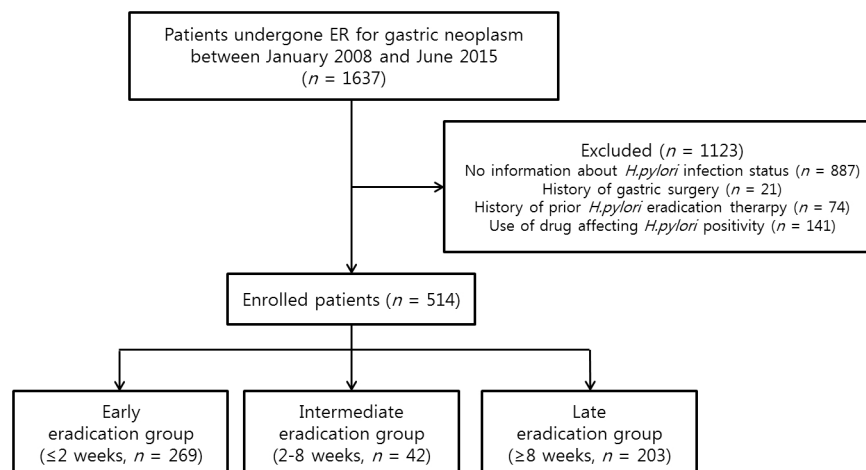 Patients undergone ER for gastric neoplasm
between January 2008 and June 2015
(n = 1637)
Excluded (n = 1123)
No information about H.pylori infection status (n = 887)
History of gastric surgery (n = 21)
History of prior H.pylori eradication therarpy (n = 74)
Use of drug affecting H.pylori positivity (n = 141)
Enrolled patients (n = 514)
Early
eradication group
(≤2 weeks, n = 269)
Intermediate
eradication group
(2-8 weeks, n = 42)
Late
eradication group
(≥8 weeks, n = 203)